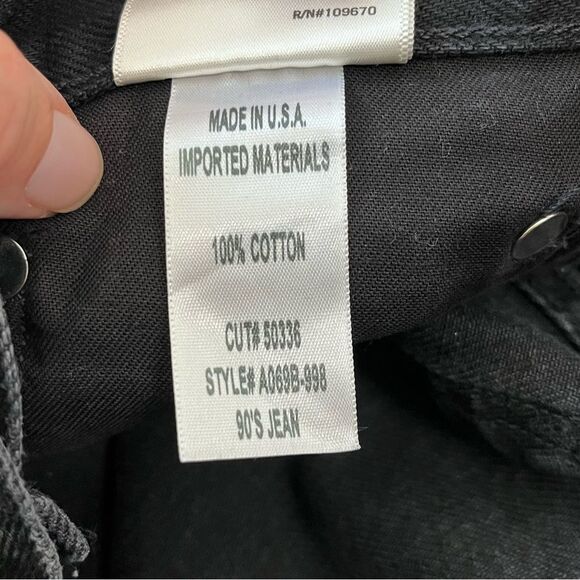 R/N#109670
MADE IN U.S.A.
IMPORTED MATERIALS
100% COTTON
CUT# 50336
STYLE# A069B-998
90'S JEAN